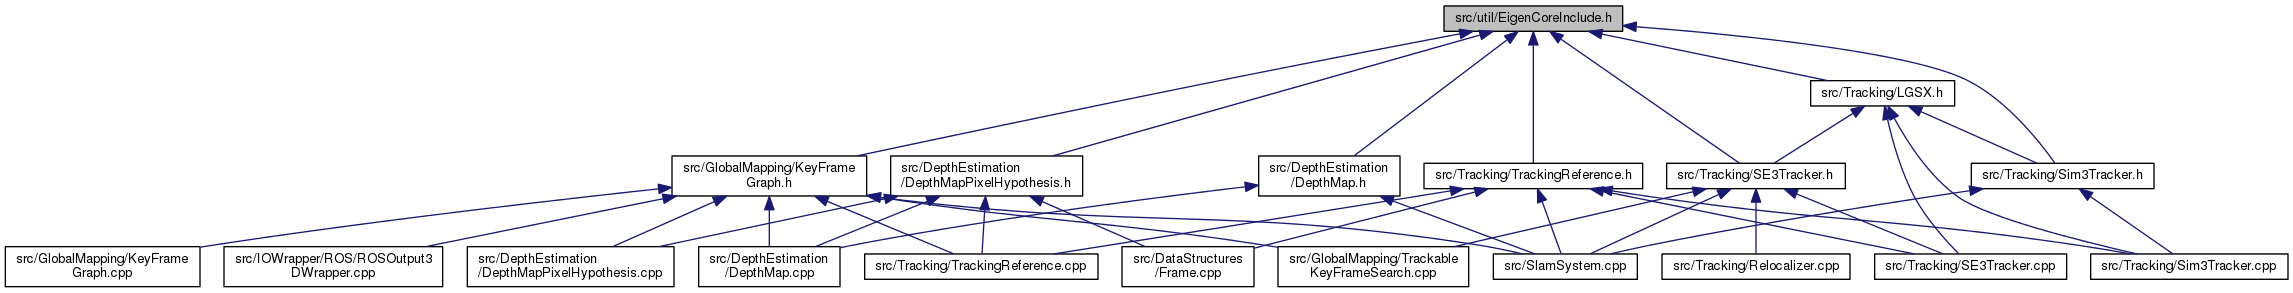 src/util/EigenCoreInclude.h
src/Tracking/LGSX.h
src/GlobalMapping/KeyFrame
Graph.h
src/DepthEstimation
/DepthMapPixelHypothesis.h
src/DepthEstimation
/DepthMap.h
src/Tracking/TrackingReference.h
src/Tracking/SE3Tracker.h
src/Tracking/Sim3Tracker.h
src/GlobalMapping/KeyFrame
Graph.cpp
src/IOWrapper/ROS/ROSOutput3
DWrapper.cpp
src/DepthEstimation
/DepthMapPixelHypothesis.cpp
src/DepthEstimation
/DepthMap.cpp
src/Tracking/TrackingReference.cpp
src/DataStructures
/Frame.cpp
src/GlobalMapping/Trackable
KeyFrameSearch.cpp
src/SlamSystem.cpp
src/Tracking/Relocalizer.cpp
src/Tracking/SE3Tracker.cpp
src/Tracking/Sim3Tracker.cpp